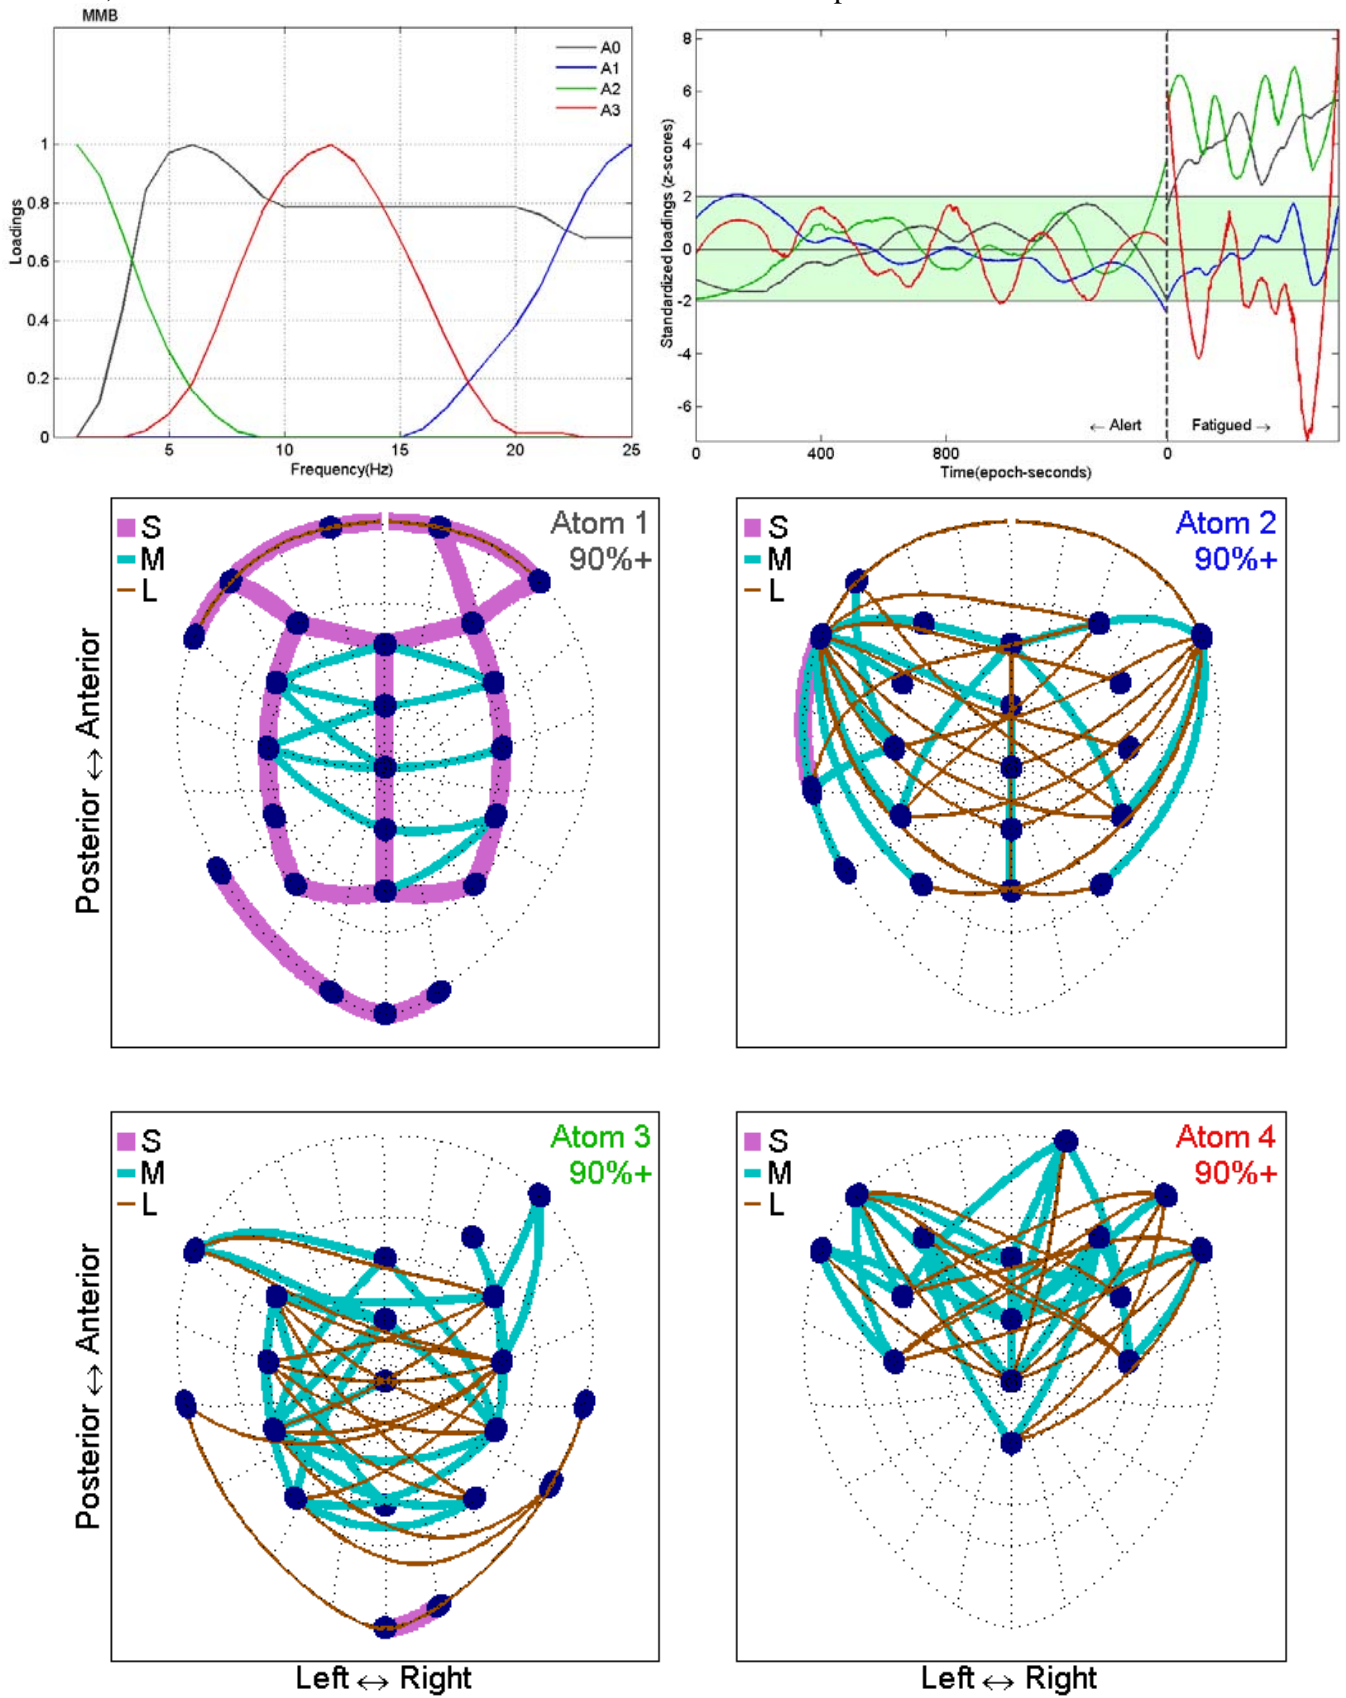 MMB
A0
A1
A2
A3
1
0.8
0.6
0.4
0.2
0
Loadings
5
10
15
20
25
Frequency(Hz)
8
6
4
2
0
-2
-4
-6
Standardized loadings (z-scores)
← Alert
Fatigued →
0
400
800
0
Time(epoch-seconds)
S
M
L
Atom 1
90%+
Posterior ↔ Anterior
S
M
L
Atom 2
90%+
S
M
L
Atom 3
90%+
Posterior ↔ Anterior
Left ↔ Right
S
M
L
Atom 4
90%+
Left ↔ Right